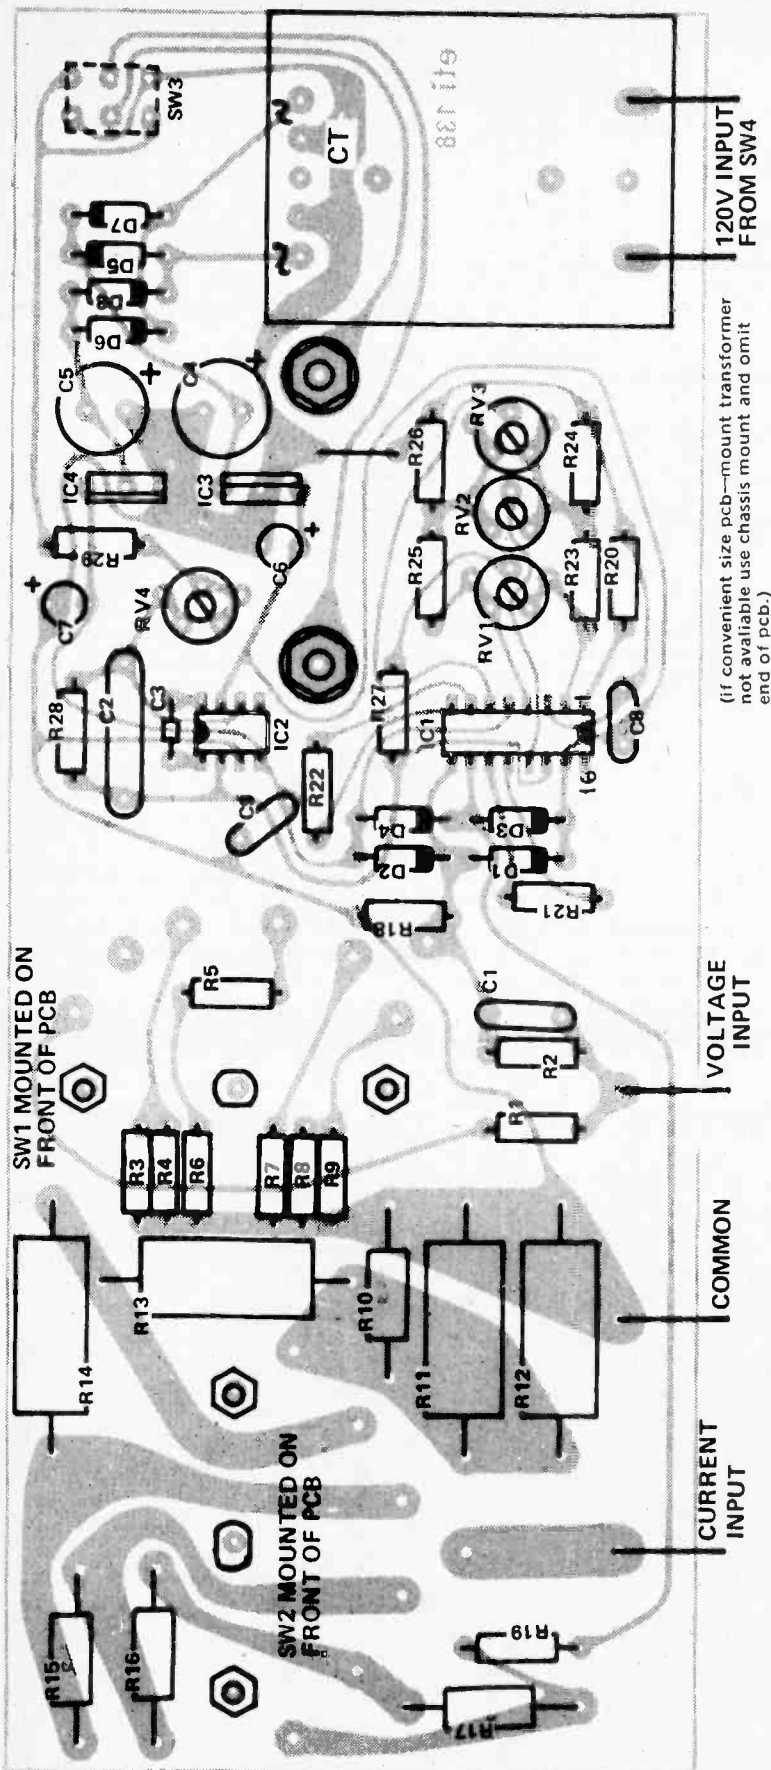 SW3
CT
eti 138
120V INPUT
FROM SW4
D7
D5
D8
D6
C5
+
C4
+
IC4
IC3
R29
C6
+
C7
+
RV4
R26
RV3
RV2
RV1
R25
R24
R23
R20
R28
C2
C3
IC2
R27
IC1
1
16
C8
R22
D4
D3
D2
D1
R18
R21
(if convenient size pcb—mount transformer
not avaliable use chassis mount and omit
end of pcb.)
SW1 MOUNTED ON
FRONT OF PCB
R5
C1
R2
R1
VOLTAGE
INPUT
R3
R4
R6
R7
R8
R9
R14
R13
R10
R11
R12
COMMON
SW2 MOUNTED ON
FRONT OF PCB
CURRENT
INPUT
R15
R16
R19
R17